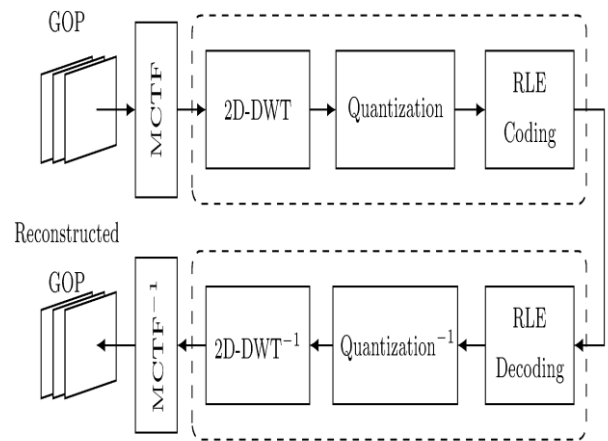 GOP
MCTF
2D-DWT
Quantization
RLE
Coding
Reconstructed
GOP
MCTF⁻¹
2D-DWT⁻¹
Quantization⁻¹
RLE
Decoding